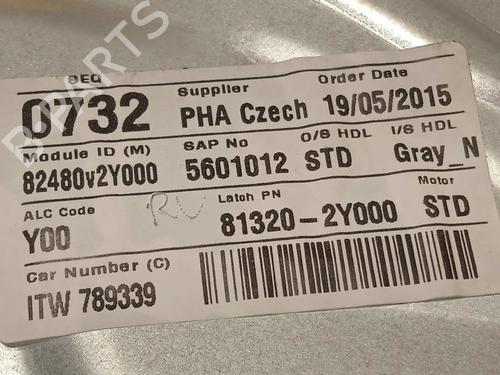 B-PARTS
SEQ Supplier Order Date
0732 PHA Czech 19/05/2015
Module ID (M) SAP No O/S HDL I/S HDL
82480v2Y000 5601012 STD Gray_N
ALC Code RV Latch PN Motor
Y00 81320-2Y000 STD
Car Number (C)
ITW 789339